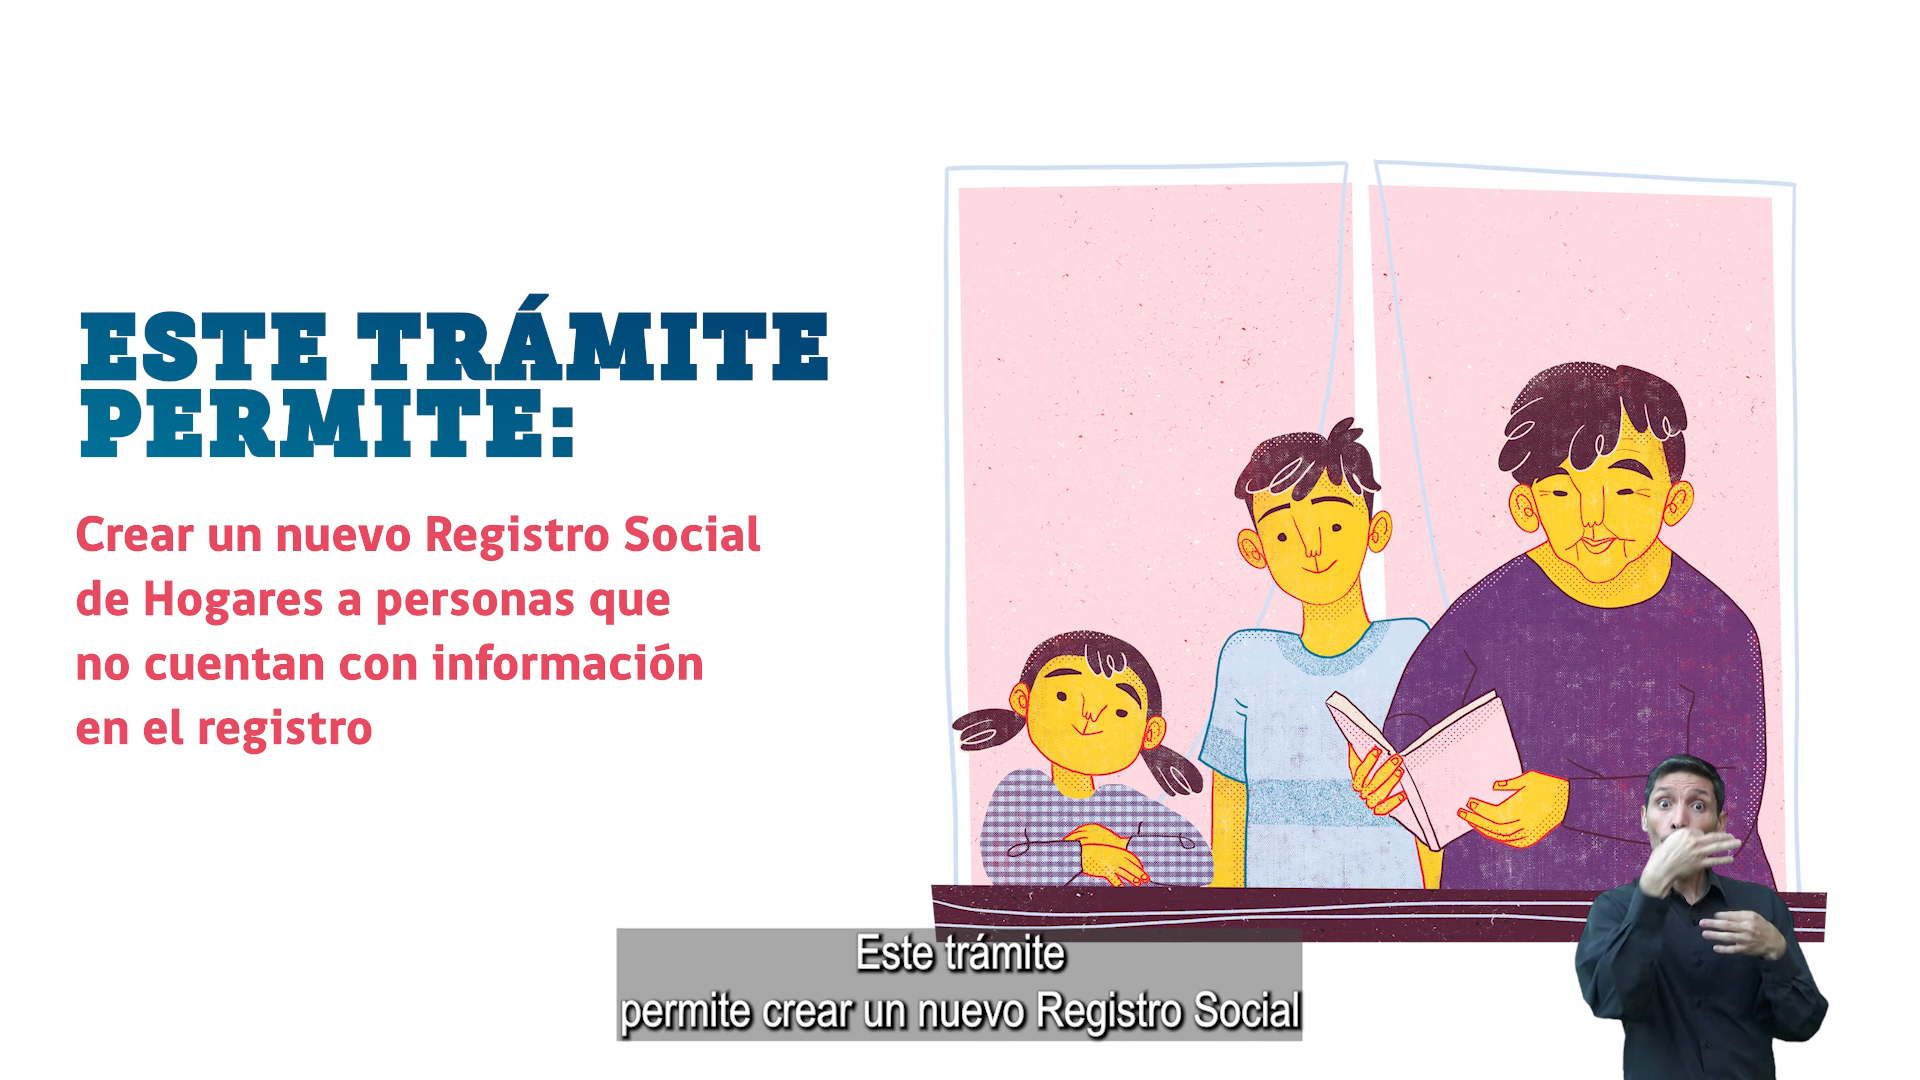 ESTE TRÁMITE
PERMITE:
Crear un nuevo Registro Social
de Hogares a personas que
no cuentan con información
en el registro
Este trámite
permite crear un nuevo Registro Social